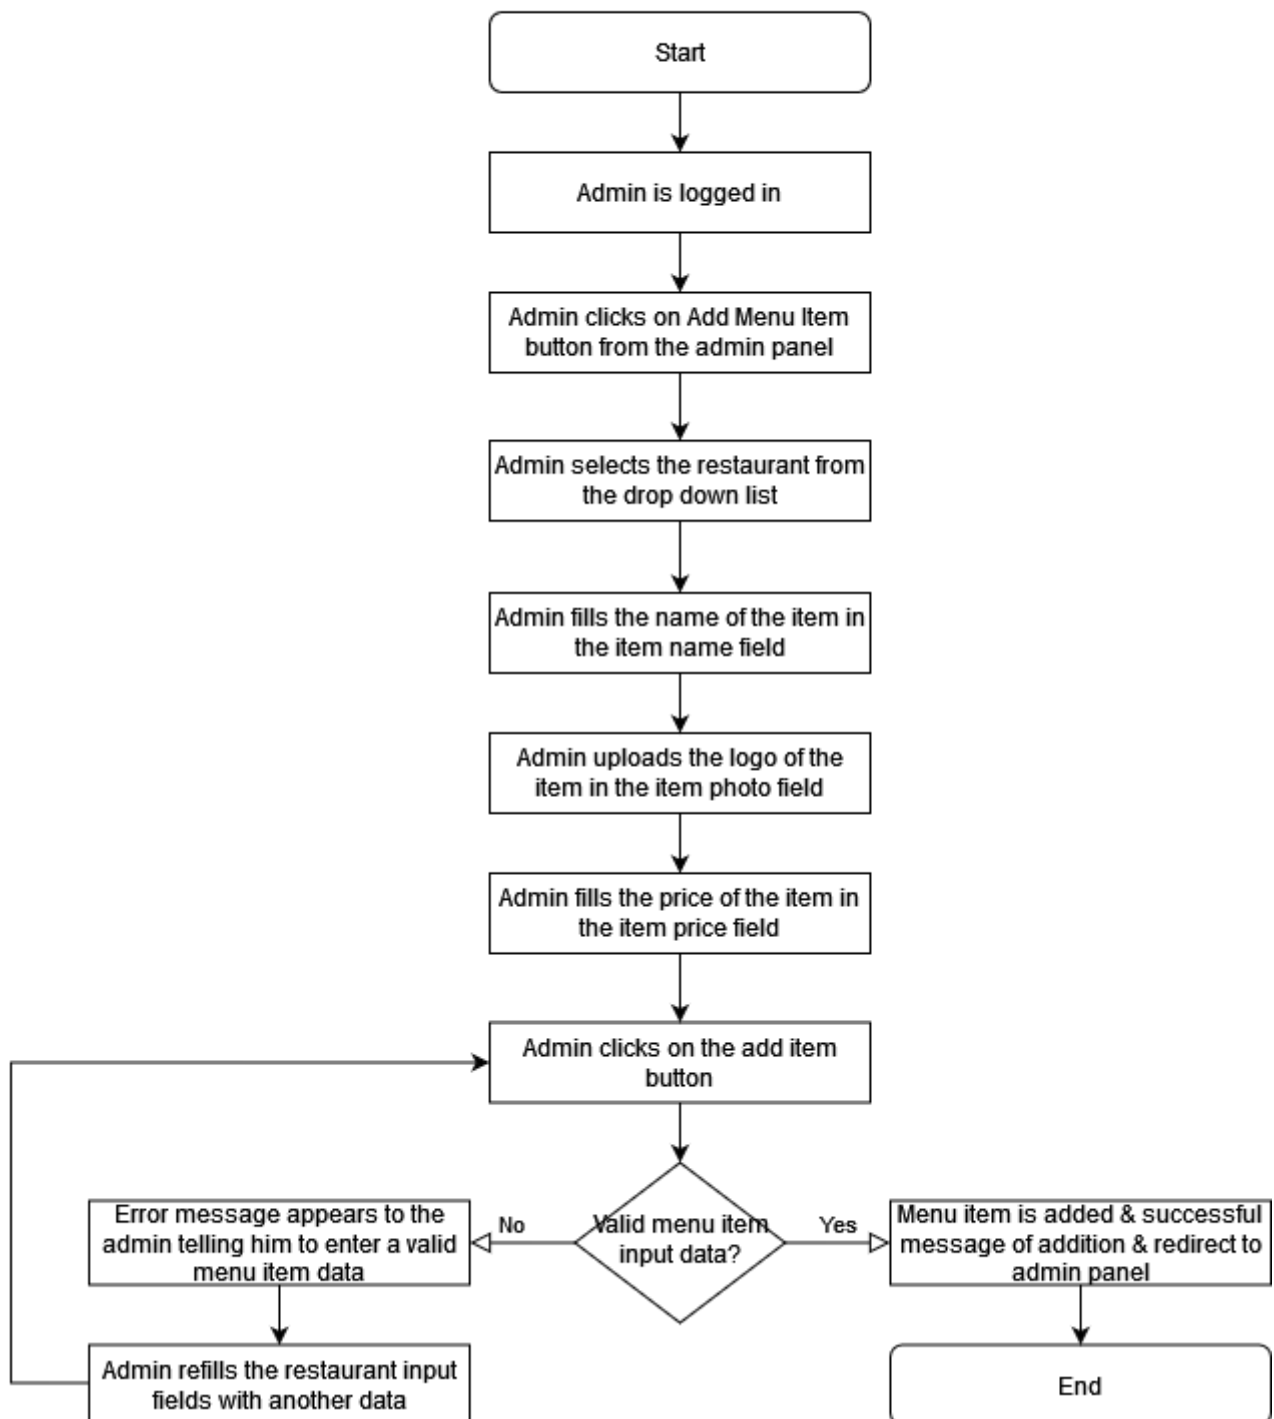 Start
Admin is logged in
Admin clicks on Add Menu Item
button from the admin panel
Admin selects the restaurant from
the drop down list
Admin fills the name of the item in
the item name field
Admin uploads the logo of the
item in the item photo field
Admin fills the price of the item in
the item price field
Admin clicks on the add item
button
Valid menu item
input data?
No
Yes
Error message appears to the
admin telling him to enter a valid
menu item data
Menu item is added & successful
message of addition & redirect to
admin panel
Admin refills the restaurant input
fields with another data
End